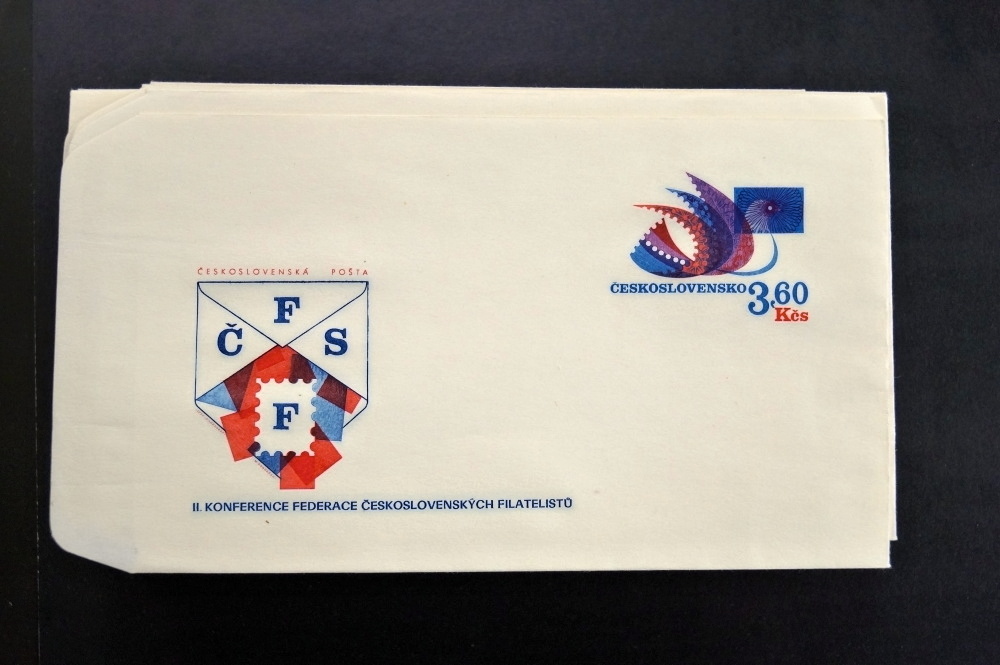 ČESKOSLOVENSKO 3,60
Kčs
ČESKOSLOVENSKÁ POŠTA
F
Č S
F
II. KONFERENCE FEDERACE ČESKOSLOVENSKÝCH FILATELISTŮ